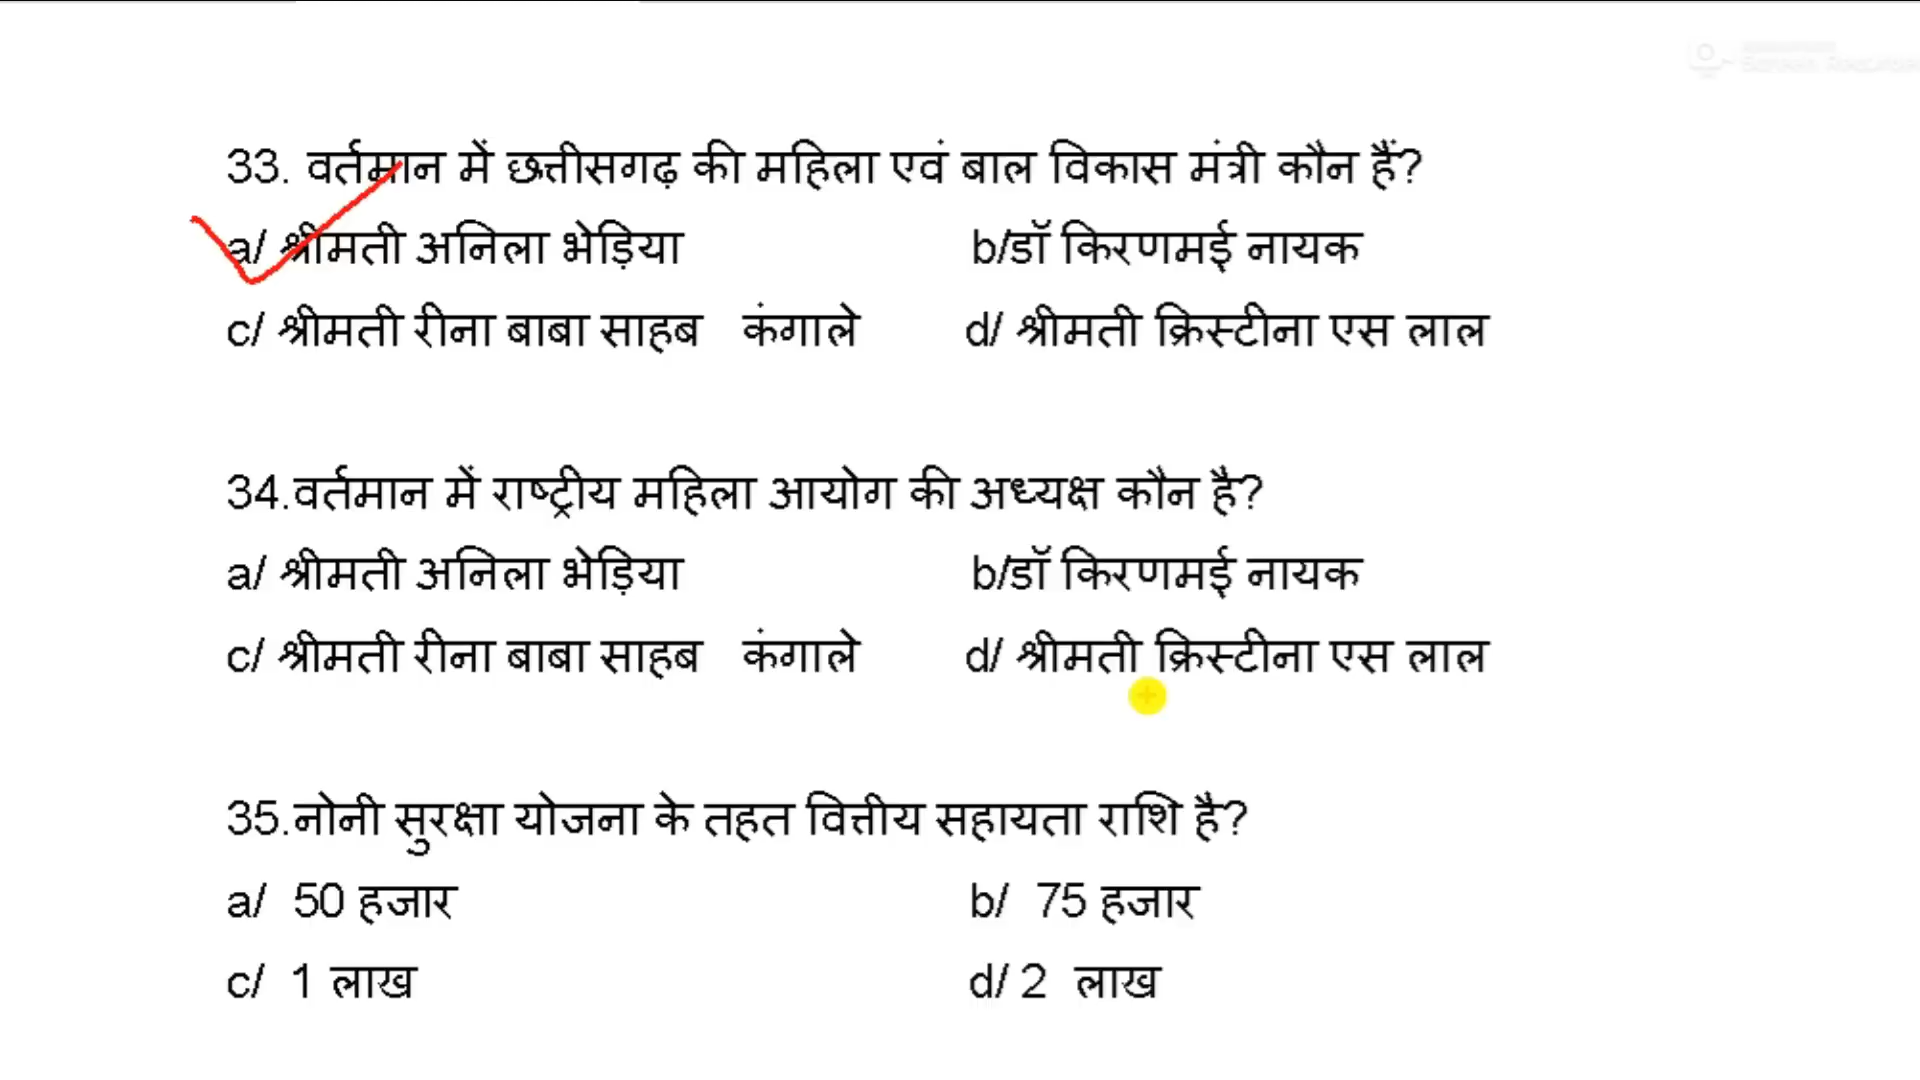 33. वर्तमान में छत्तीसगढ़ की महिला एवं बाल विकास मंत्री कौन हैं?
a/ श्रीमती अनिला भेड़िया b/डॉ किरणमई नायक
c/ श्रीमती रीना बाबा साहब कंगाले d/ श्रीमती क्रिस्टीना एस लाल
34.वर्तमान में राष्ट्रीय महिला आयोग की अध्यक्ष कौन है?
a/ श्रीमती अनिला भेड़िया b/डॉ किरणमई नायक
c/ श्रीमती रीना बाबा साहब कंगाले d/ श्रीमती क्रिस्टीना एस लाल
35.नोनी सुरक्षा योजना के तहत वित्तीय सहायता राशि है?
a/ 50 हजार b/ 75 हजार
c/ 1 लाख d/ 2 लाख